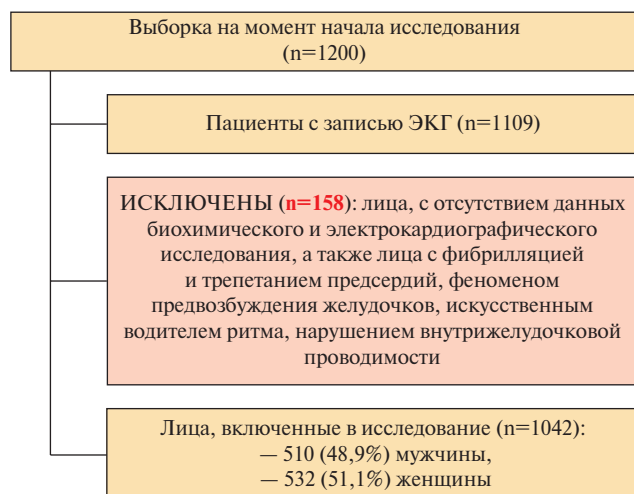 Выборка на момент начала исследования
(n=1200)
Пациенты с записью ЭКГ (n=1109)
ИСКЛЮЧЕНЫ (n=158): лица, с отсутствием данных
биохимического и электрокардиографического
исследования, а также лица с фибрилляцией
и трепетанием предсердий, феноменом
предвозбуждения желудочков, искусственным
водителем ритма, нарушением внутрижелудочковой
проводимости
Лица, включенные в исследование (n=1042):
— 510 (48,9%) мужчины,
— 532 (51,1%) женщины